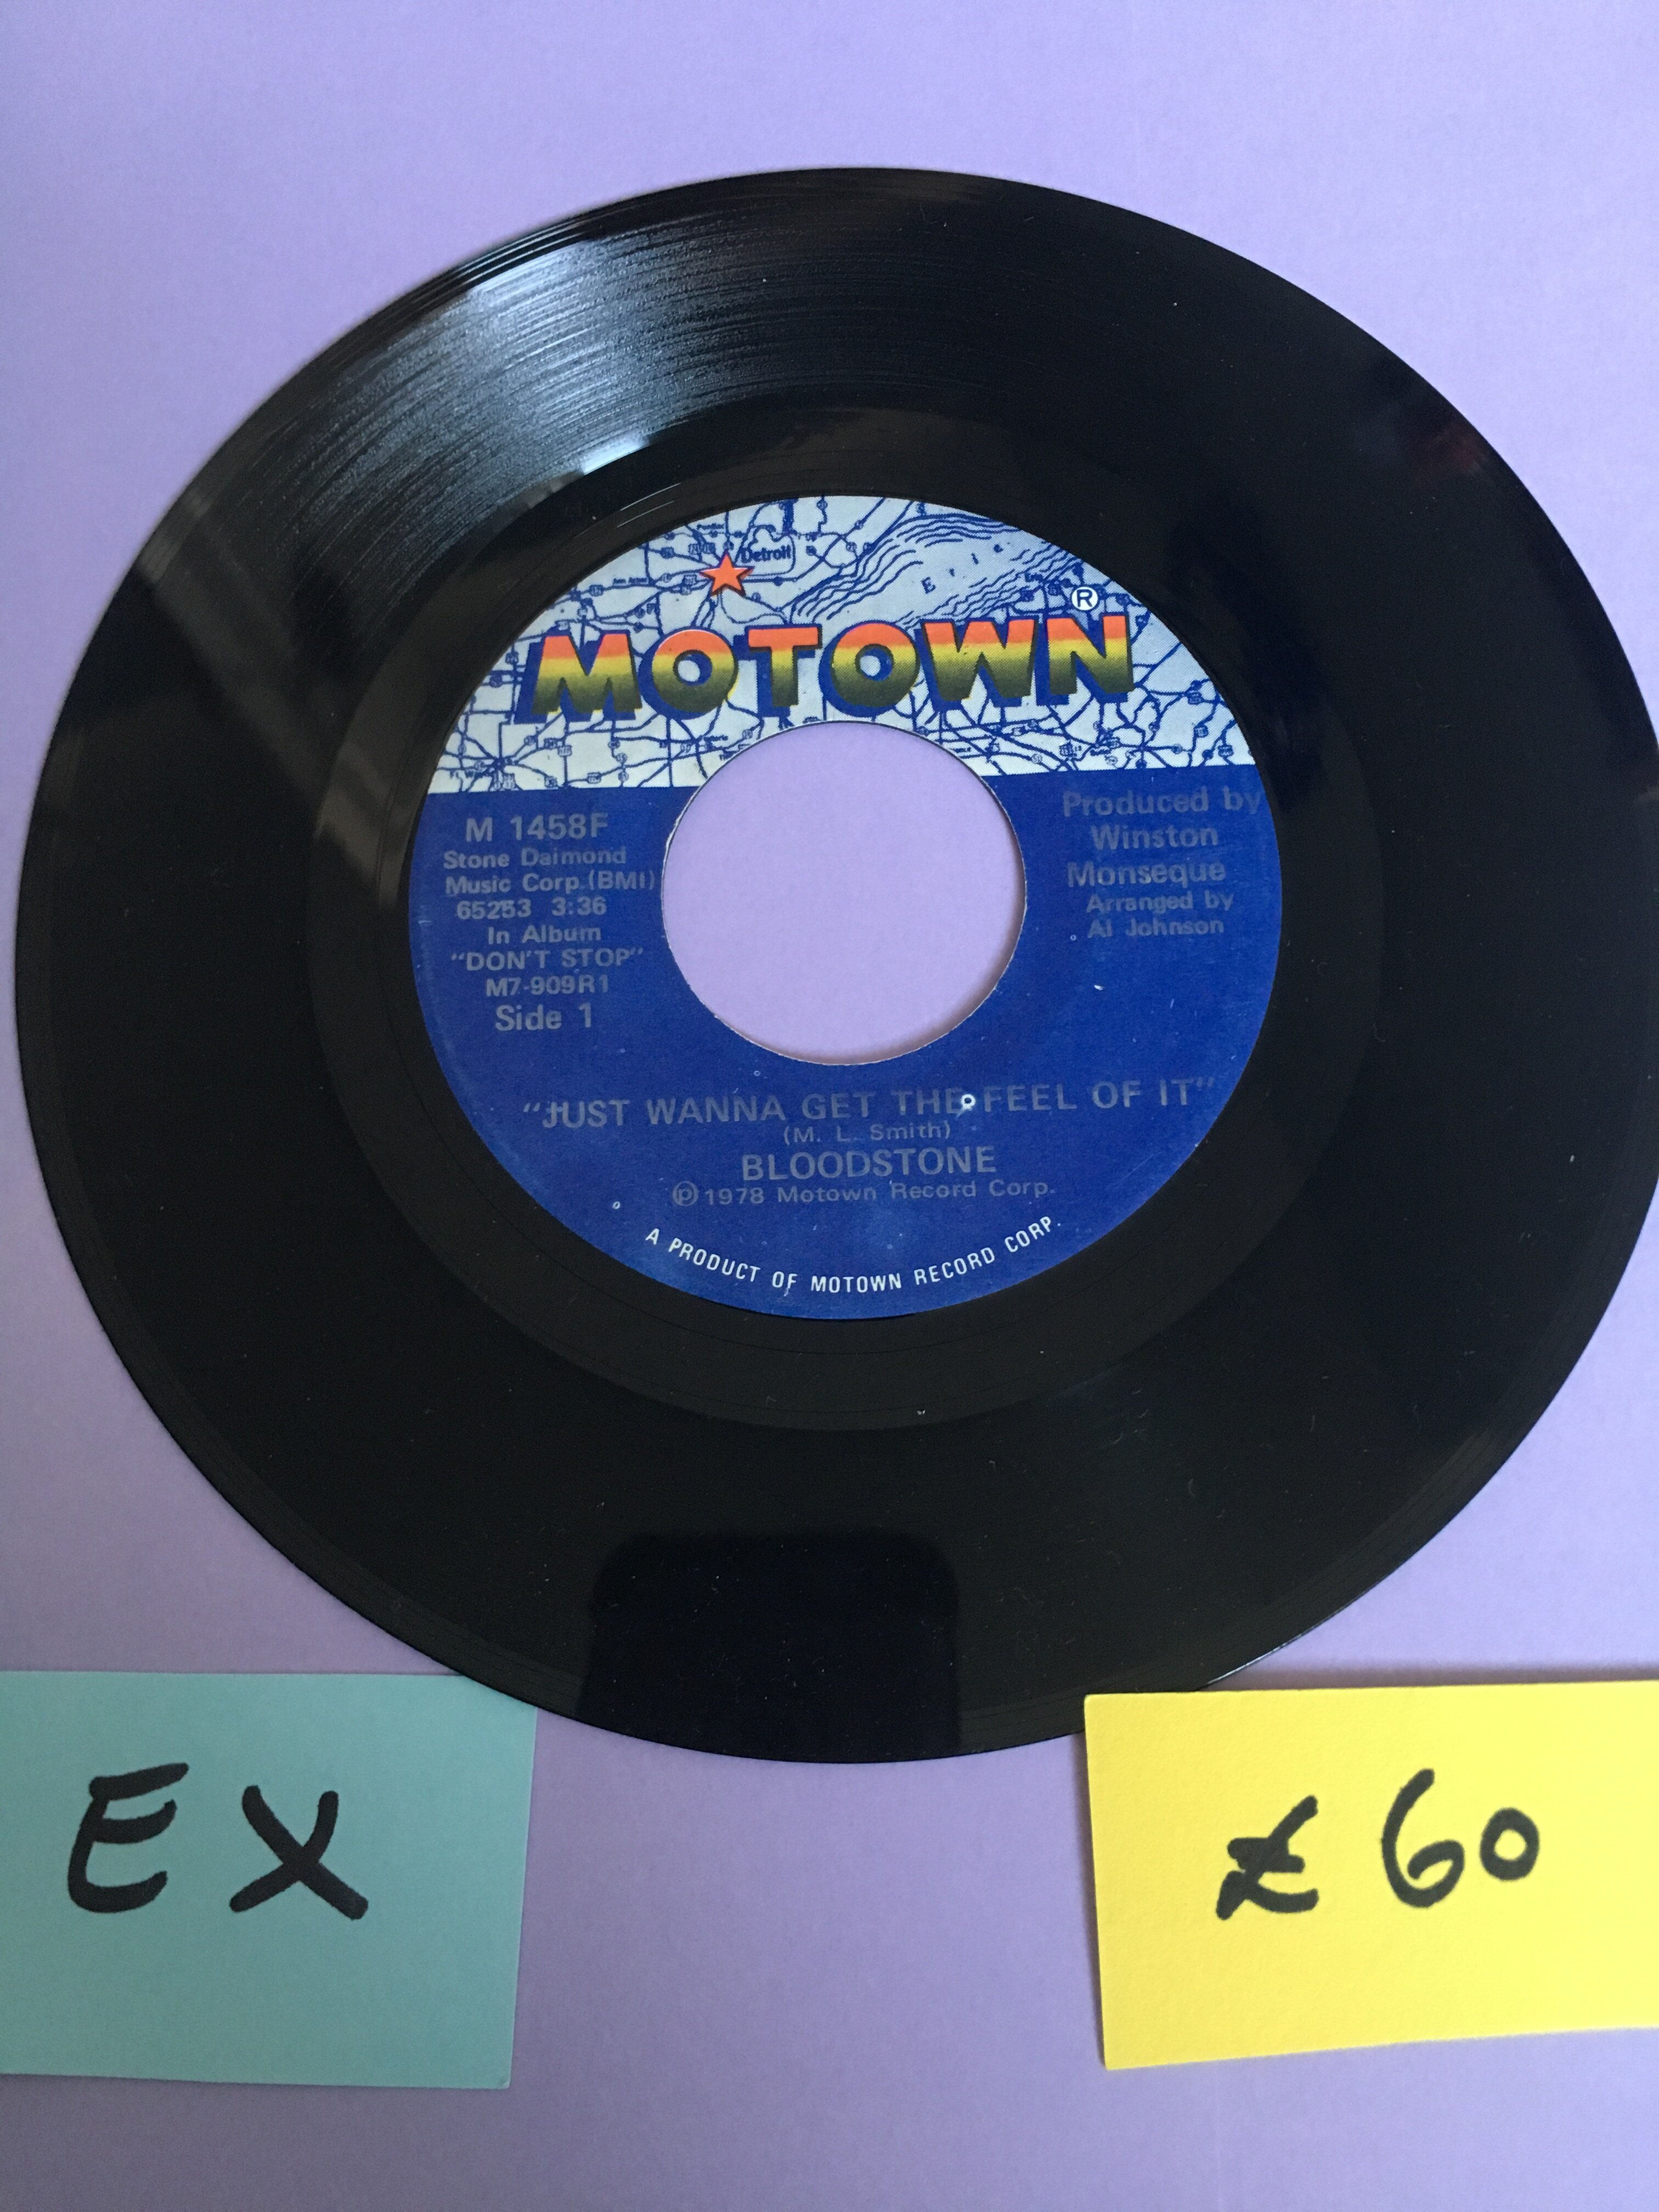 Detroit
Erie
MOTOWN®
M 1458F
Stone Daimond
Music Corp.(BMI)
65253 3:36
In Album
"DON'T STOP"
M7-909R1
Side 1
Produced by
Winston
Monseque
Arranged by
Al Johnson
"JUST WANNA GET THE FEEL OF IT"
(M. L. Smith)
BLOODSTONE
℗ 1978 Motown Record Corp.
A PRODUCT OF MOTOWN RECORD CORP.
EX
£60